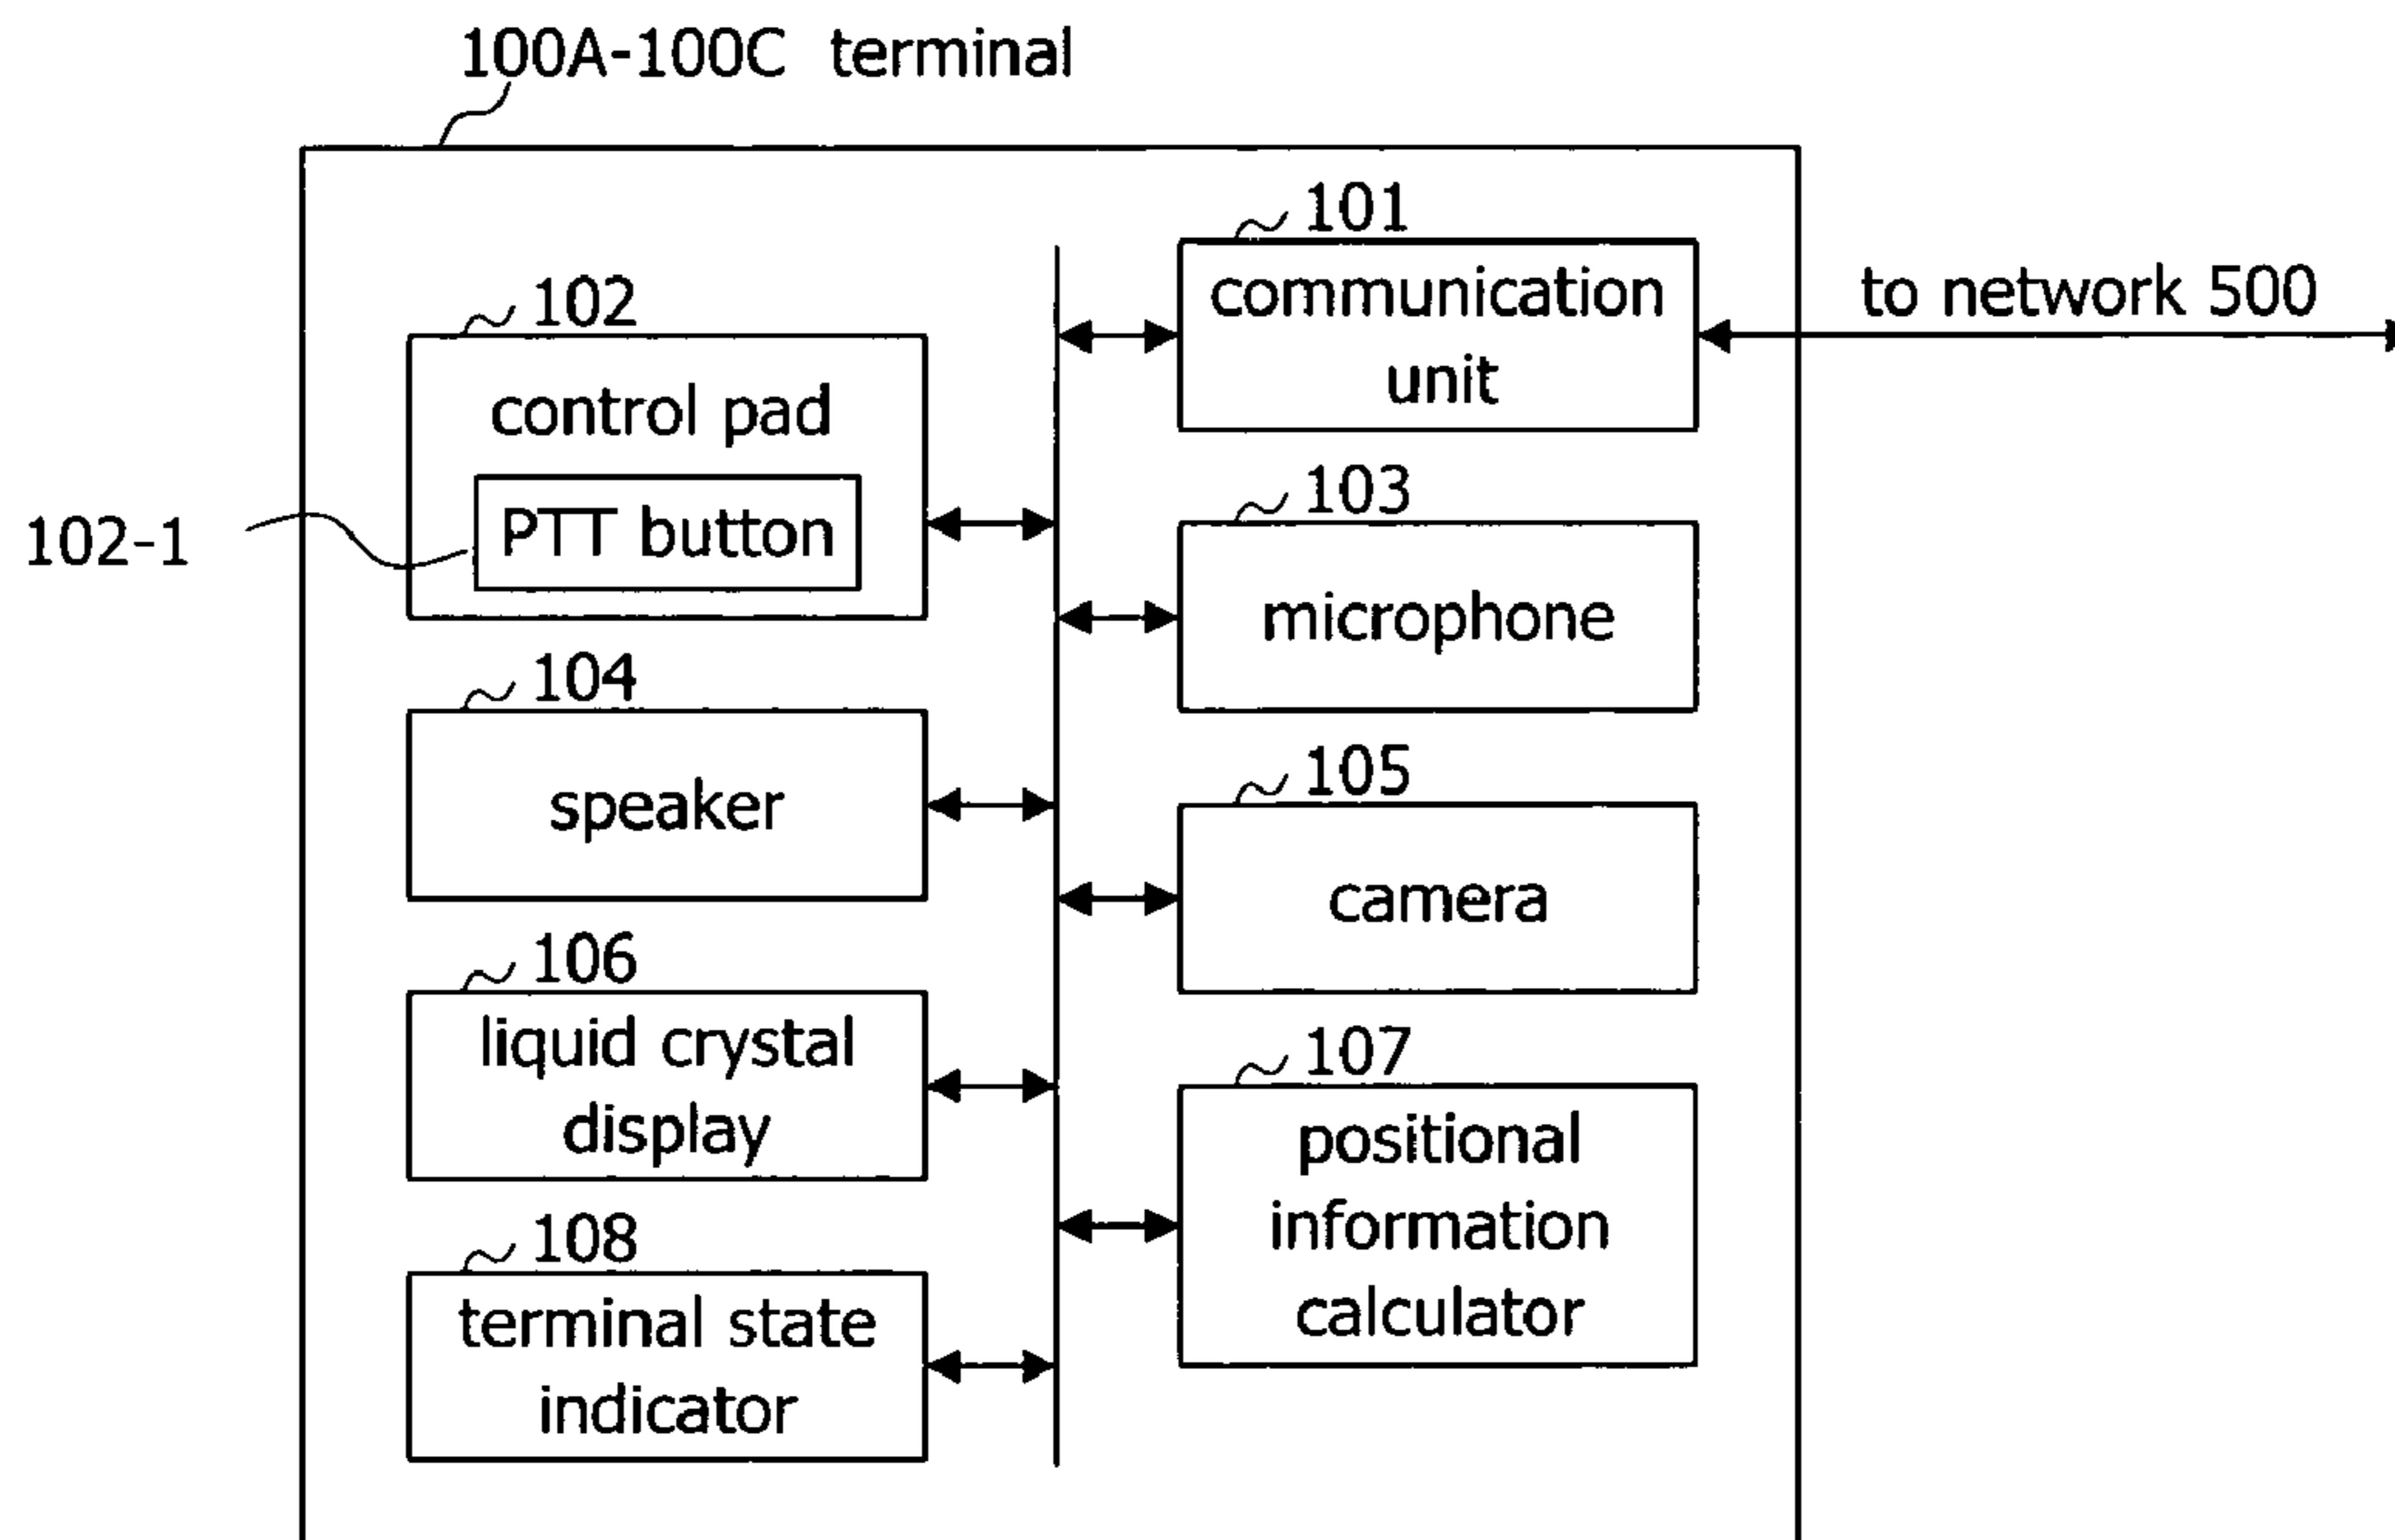 100A-100C terminal
101
communication
unit
to network 500
102
control pad
PTT button
102-1
103
microphone
104
speaker
105
camera
106
liquid crystal
display
107
positional
information
calculator
108
terminal state
indicator